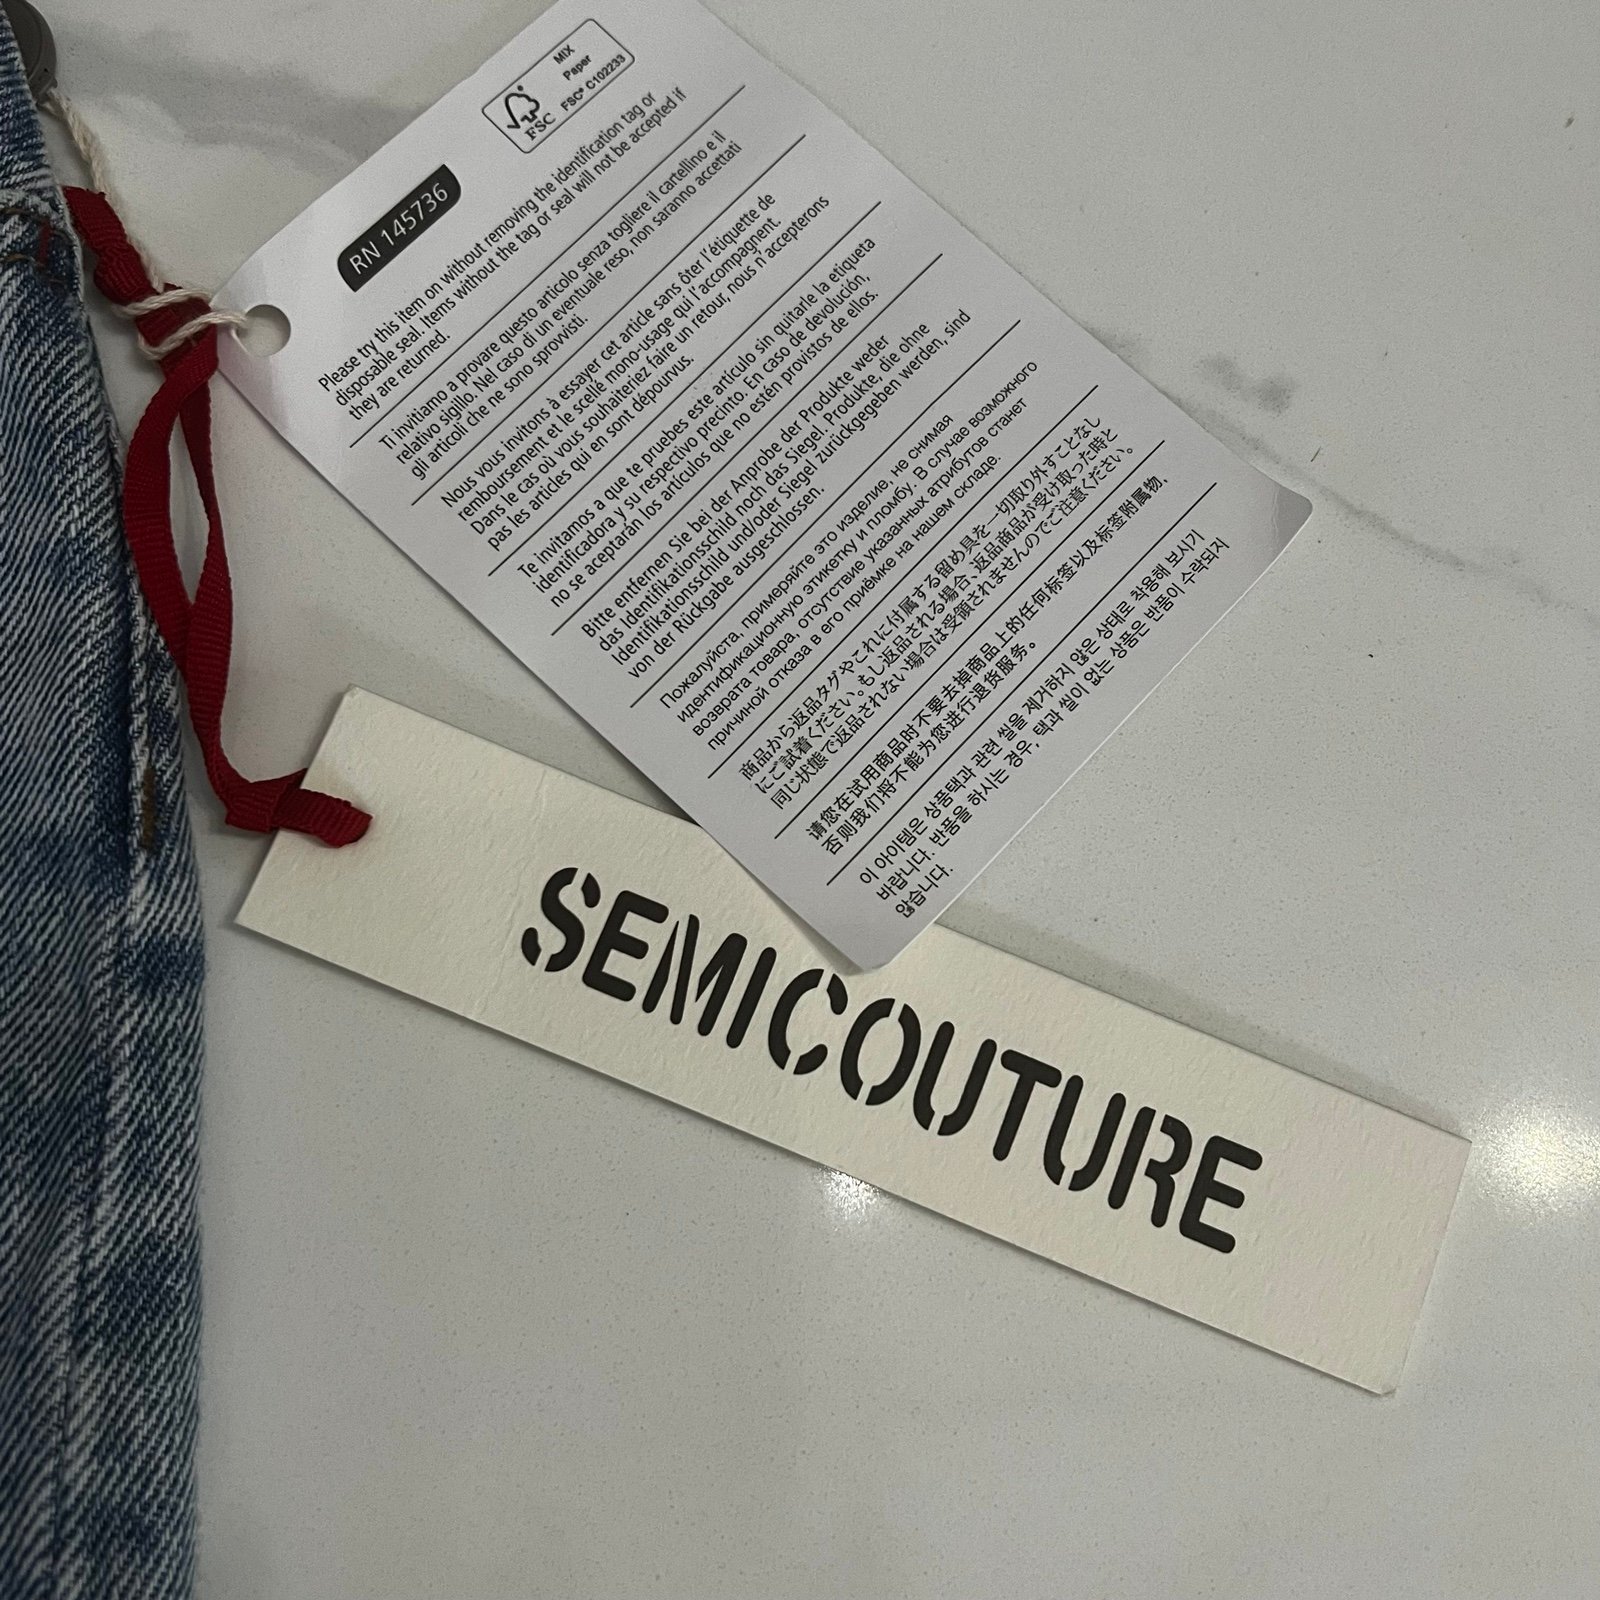 MIX
Paper
FSC® C102233
FSC
RN 145736
Please try this item on without removing the identification tag or
disposable seal. Items without the tag or seal will not be accepted if
they are returned.
Ti invitiamo a provare questo articolo senza togliere il cartellino e il
relativo sigillo. Nel caso di un eventuale reso, non saranno accettati
gli articoli che ne sono sprovvisti.
Nous vous invitons à essayer cet article sans ôter l'étiquette de
remboursement et le scellé mono-usage qui l'accompagnent.
Dans le cas où vous souhaiteriez faire un retour, nous n'accepterons
pas les articles qui en sont dépourvus.
Te invitamos a que te pruebes este artículo sin quitarle la etiqueta
identificadora y su respectivo precinto. En caso de devolución,
no se aceptarán los artículos que no estén provistos de ellos.
Bitte entfernen Sie bei der Anprobe der Produkte weder
das Identifikationsschild noch das Siegel. Produkte, die ohne
Identifikationsschild und/oder Siegel zurückgegeben werden, sind
von der Rückgabe ausgeschlossen.
Пожалуйста, примеряйте это изделие, не снимая
идентификационную этикетку и пломбу. В случае возможного
возврата товара, отсутствие указанных атрибутов станет
причиной отказа в его приёмке на нашем складе.
商品から返品タグやこれに付属する留め具を一切取り外すことなし
にご試着ください。もし返品される場合、返品商品が受け取った時と
同じ状態で返品されない場合は受領されませんのでご注意ください。
请您在试用商品时不要去掉商品上的任何标签以及标签附属物，
否则我们将不能为您进行退货服务。
이 아이템은 상품택과 관련 씰을 제거하지 않은 상태로 착용해 보시기
바랍니다. 반품을 하시는 경우, 택과 씰이 없는 상품은 반품이 수락되지
않습니다.
SEMICOUTURE